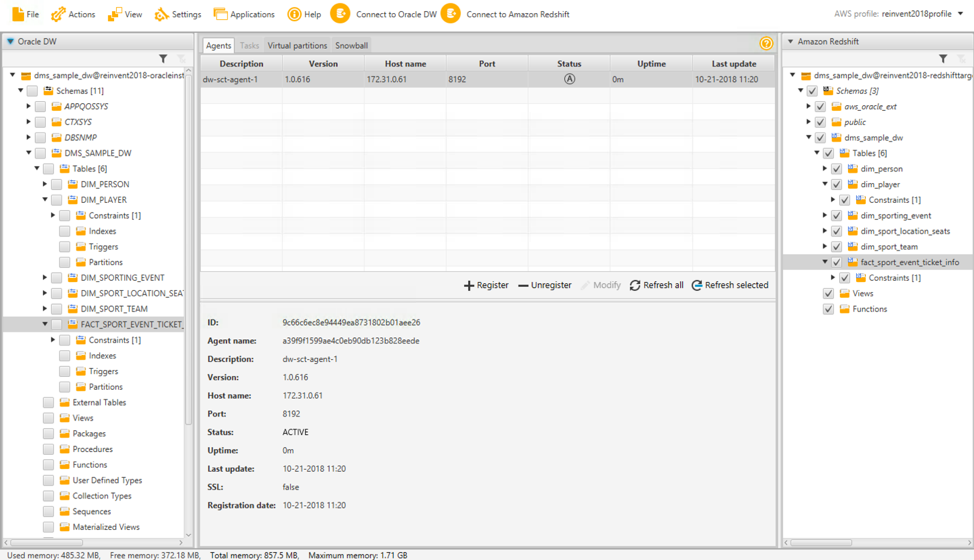 File Actions View Settings Applications Help Connect to Oracle DW Connect to Amazon Redshift AWS profile: reinvent2018profile
Oracle DW
dms_sample_dw@reinvent2018-oracleinst
Schemas [11]
APPQOSSYS
CTXSYS
DBSNMP
DMS_SAMPLE_DW
Tables [6]
DIM_PERSON
DIM_PLAYER
Constraints [1]
Indexes
Triggers
Partitions
DIM_SPORTING_EVENT
DIM_SPORT_LOCATION_SEA
DIM_SPORT_TEAM
FACT_SPORT_EVENT_TICKET_
Constraints [1]
Indexes
Triggers
Partitions
External Tables
Views
Packages
Procedures
Functions
User Defined Types
Collection Types
Sequences
Materialized Views
Agents Tasks Virtual partitions Snowball
Description Version Host name Port Status Uptime Last update
dw-sct-agent-1 1.0.616 172.31.0.61 8192 A 0m 10-21-2018 11:20
Register Unregister Modify Refresh all Refresh selected
ID: 9c66c6ec8e94449ea8731802b01aee26
Agent name: a39f9f1599ae4c0eb90db123b828eede
Description: dw-sct-agent-1
Version: 1.0.616
Host name: 172.31.0.61
Port: 8192
Status: ACTIVE
Uptime: 0m
Last update: 10-21-2018 11:20
SSL: false
Registration date: 10-21-2018 11:20
Amazon Redshift
dms_sample_dw@reinvent2018-redshifttarg
Schemas [3]
aws_oracle_ext
public
dms_sample_dw
Tables [6]
dim_person
dim_player
Constraints [1]
dim_sporting_event
dim_sport_location_seats
dim_sport_team
fact_sport_event_ticket_info
Constraints [1]
Views
Functions
Used memory: 485.32 MB, Free memory: 372.18 MB, Total memory: 857.5 MB, Maximum memory: 1.71 GB